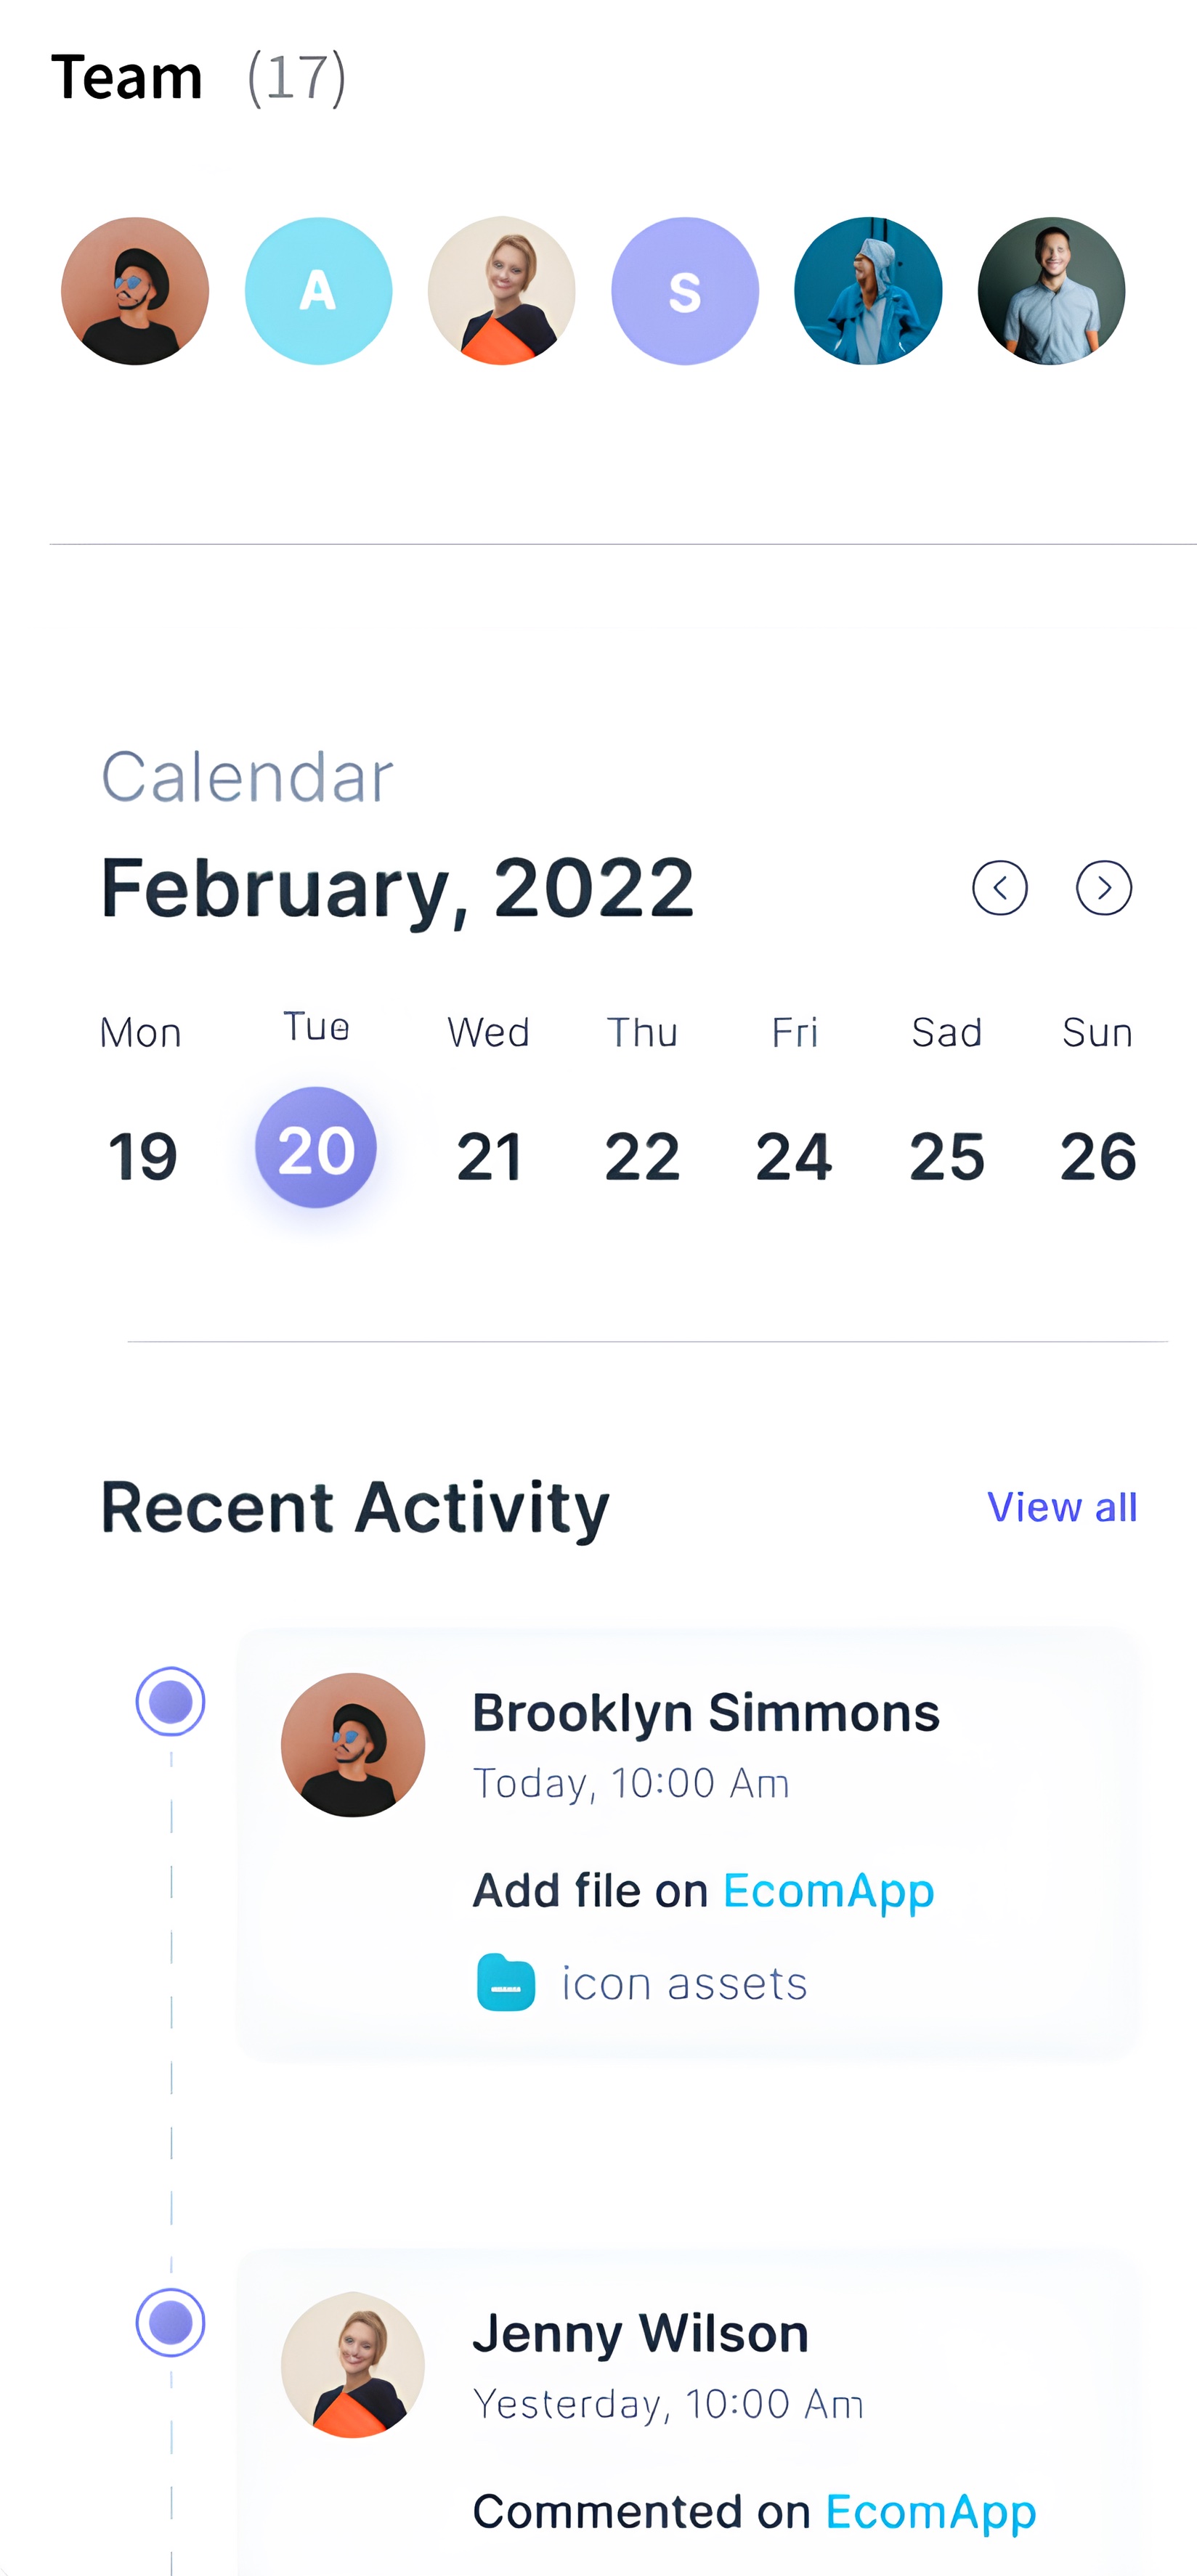 Team (17)
A S
Calendar
February, 2022
Mon Tue Wed Thu Fri Sad Sun
19 20 21 22 24 25 26
Recent Activity View all
Brooklyn Simmons
Today, 10:00 Am
Add file on EcomApp
icon assets
Jenny Wilson
Yesterday, 10:00 Am
Commented on EcomApp